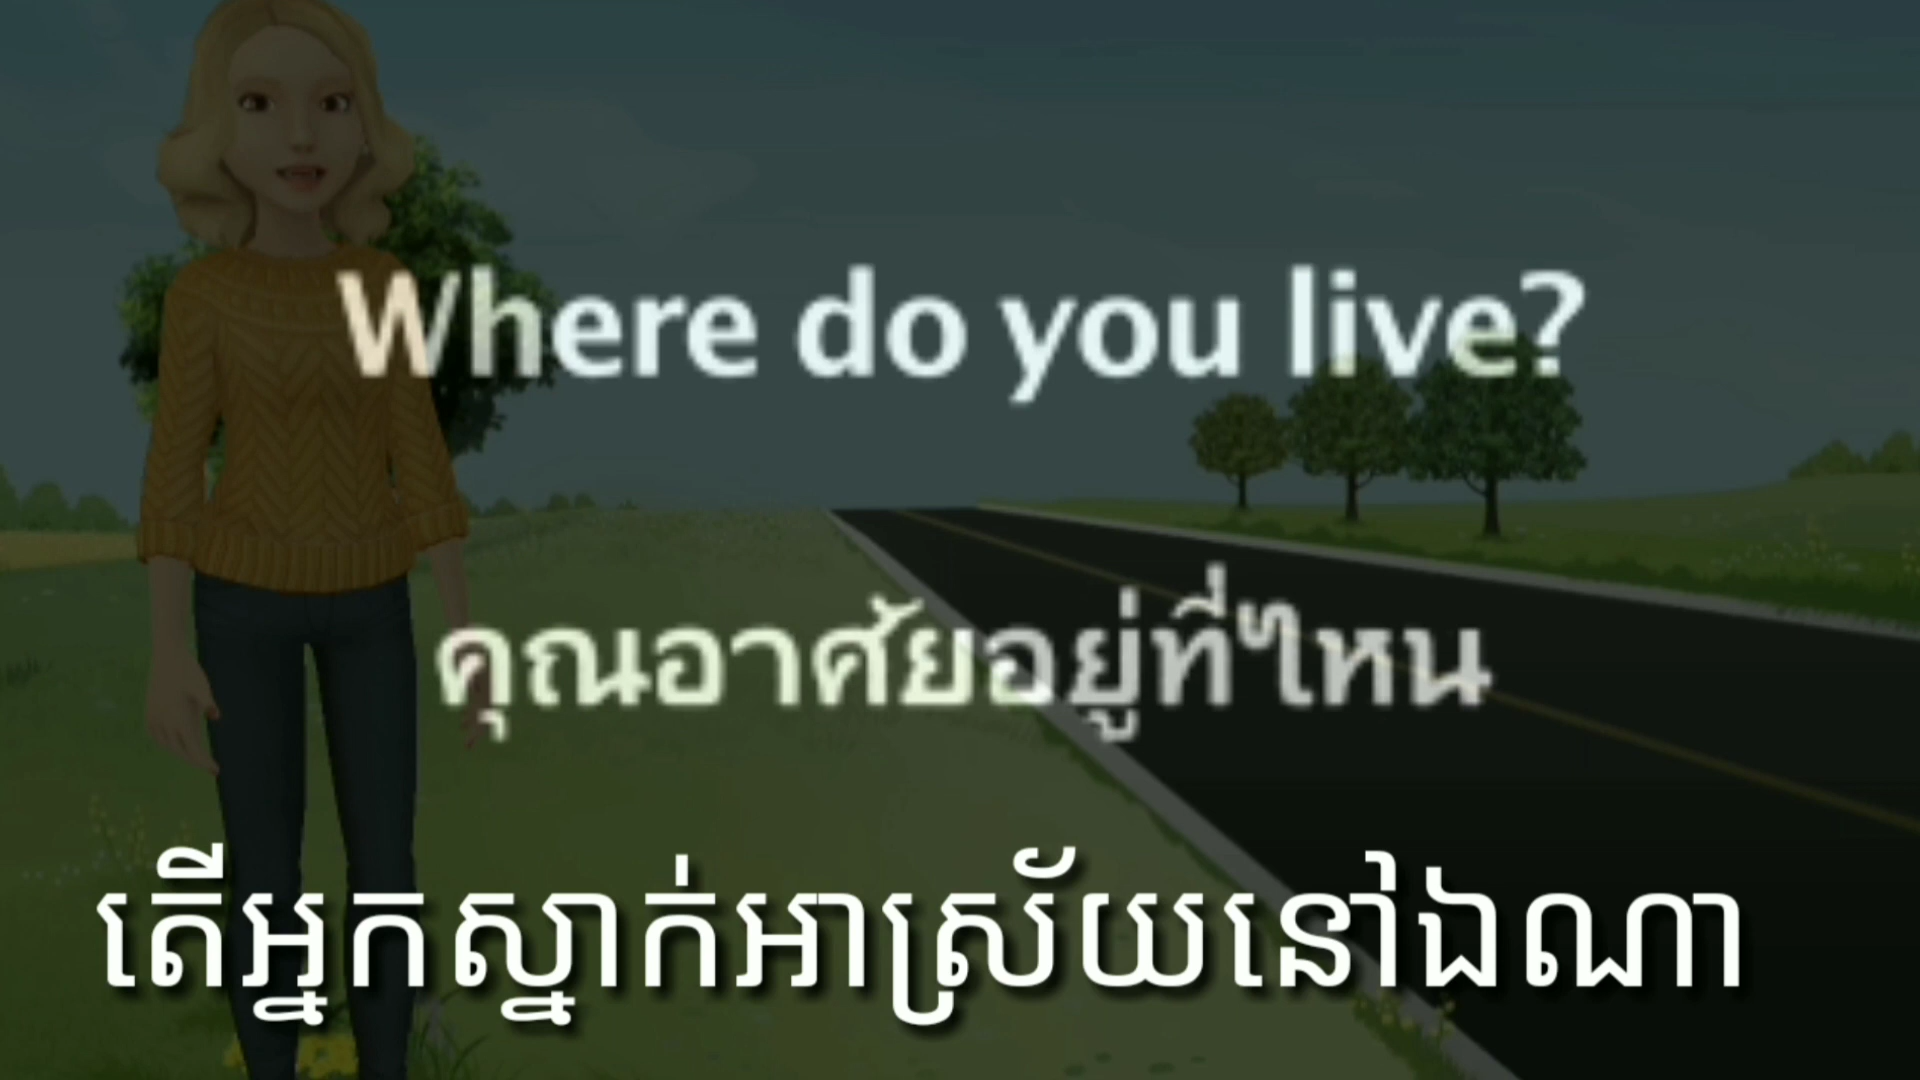 Where do you live?
คุณอาศัยอยู่ที่ไหน
តើអ្នកស្នាក់អាស្រ័យនៅឯណា